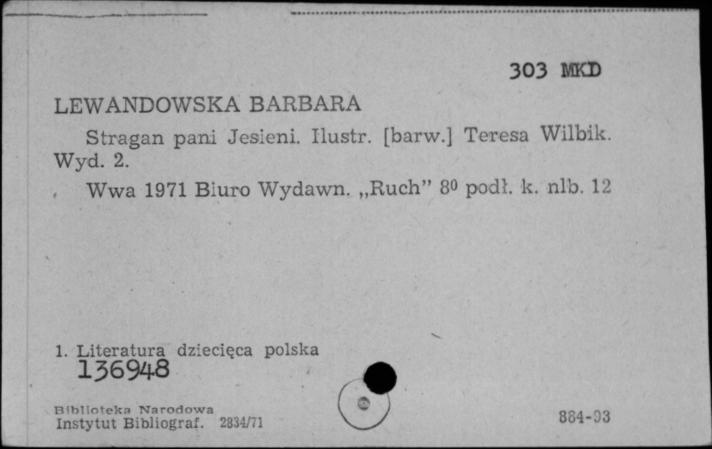 303 MKD
LEWANDOWSKA BARBARA
Stragan pani Jesieni. Ilustr. [barw.] Teresa Wilbik.
Wyd. 2.
Wwa 1971 Biuro Wydawn. „Ruch” 8⁰ podł. k. nlb. 12
1. Literatura dziecięca polska
136948
Biblioteka Narodowa
Instytut Bibliograf. 2834/71
884-93